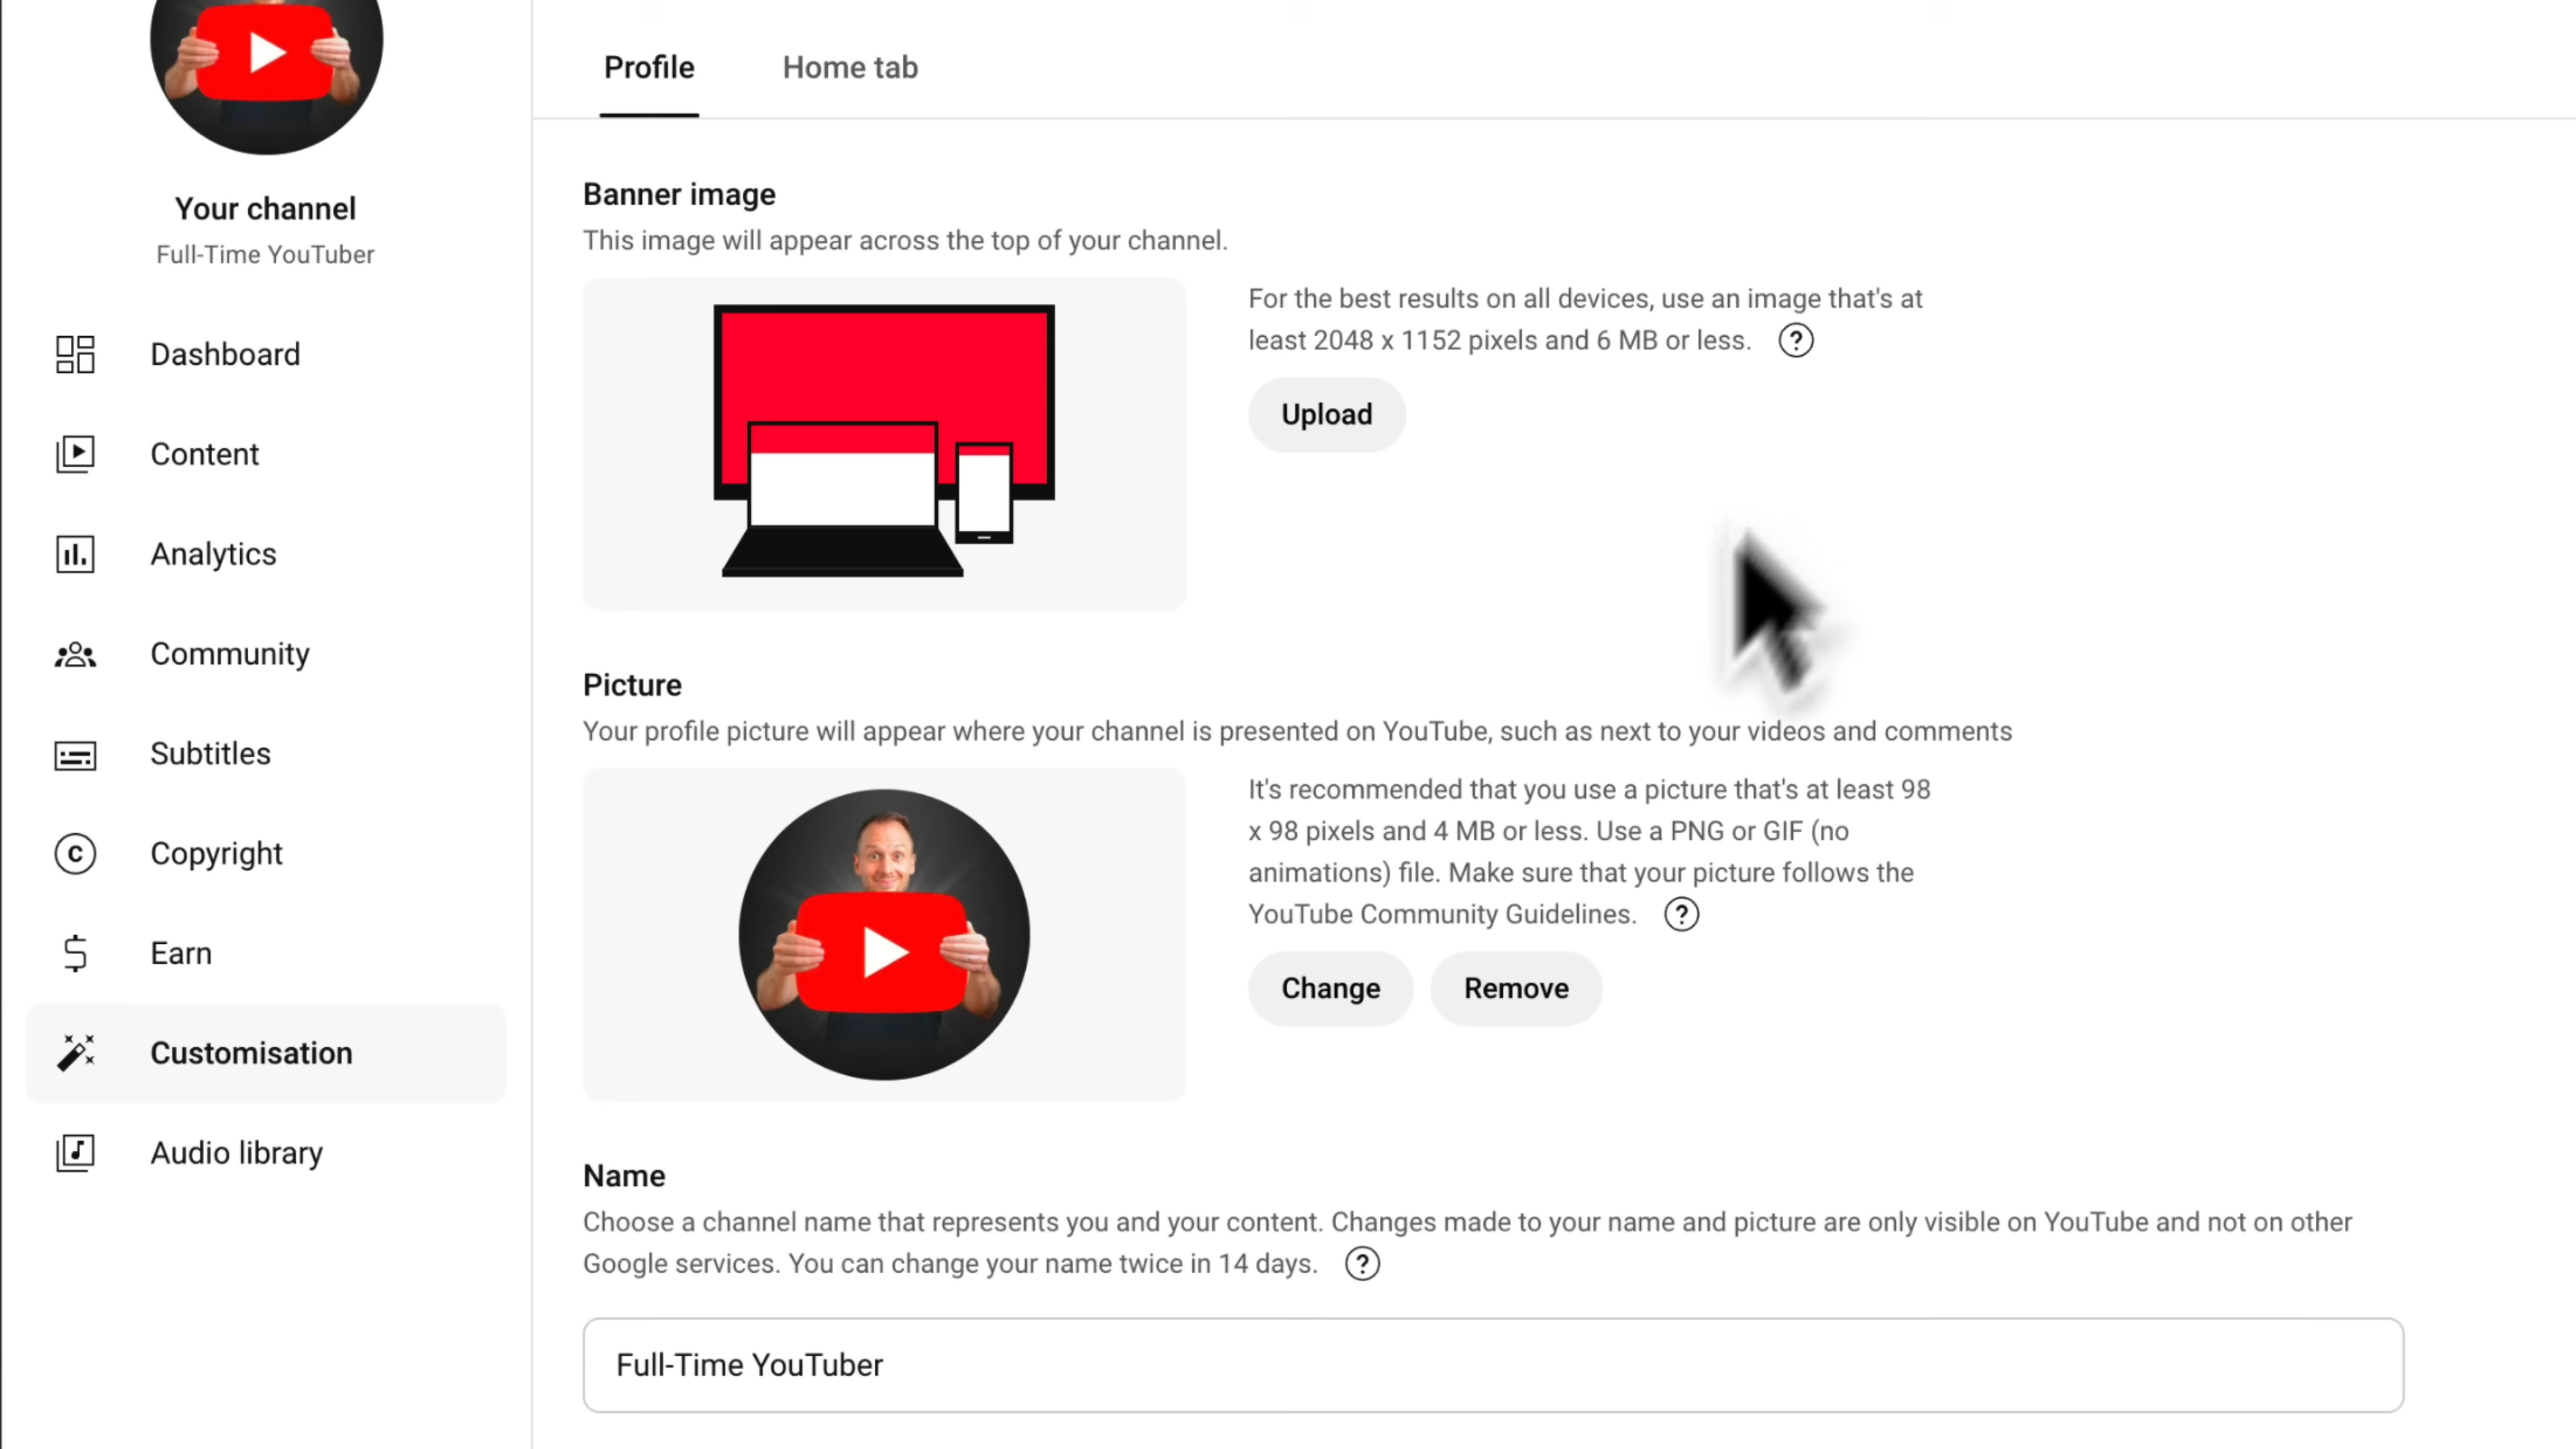 Your channel
Full-Time YouTuber
Dashboard
Content
Analytics
Community
Subtitles
Copyright
Earn
Customisation
Audio library
Profile
Home tab
Banner image
This image will appear across the top of your channel.
For the best results on all devices, use an image that's at
least 2048 x 1152 pixels and 6 MB or less.
Upload
Picture
Your profile picture will appear where your channel is presented on YouTube, such as next to your videos and comments
It's recommended that you use a picture that's at least 98
x 98 pixels and 4 MB or less. Use a PNG or GIF (no
animations) file. Make sure that your picture follows the
YouTube Community Guidelines.
Change
Remove
Name
Choose a channel name that represents you and your content. Changes made to your name and picture are only visible on YouTube and not on other
Google services. You can change your name twice in 14 days.
Full-Time YouTuber